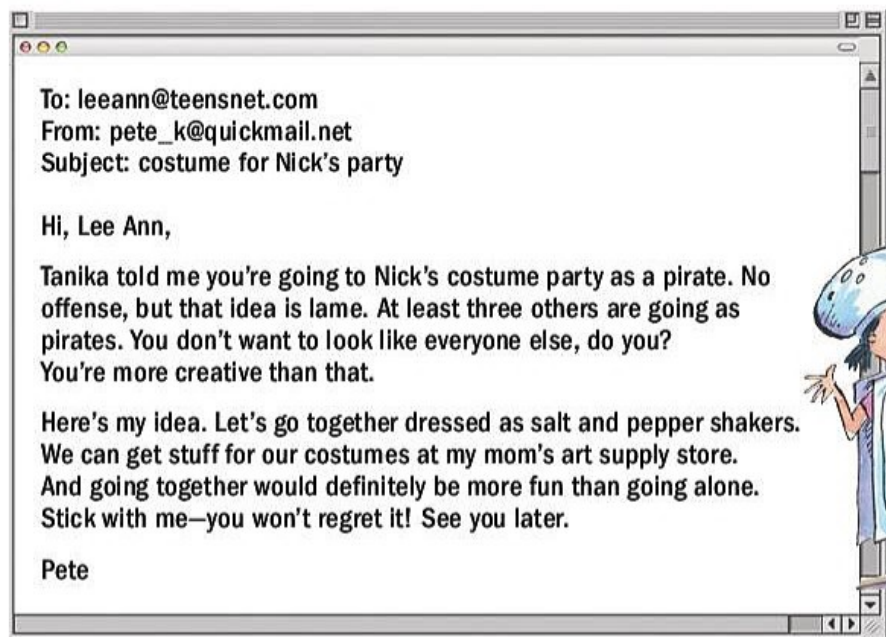 To: leeann@teensnet.com
From: pete_k@quickmail.net
Subject: costume for Nick's party
Hi, Lee Ann,
Tanika told me you're going to Nick's costume party as a pirate. No
offense, but that idea is lame. At least three others are going as
pirates. You don't want to look like everyone else, do you?
You're more creative than that.
Here's my idea. Let's go together dressed as salt and pepper shakers.
We can get stuff for our costumes at my mom's art supply store.
And going together would definitely be more fun than going alone.
Stick with me—you won't regret it! See you later.
Pete